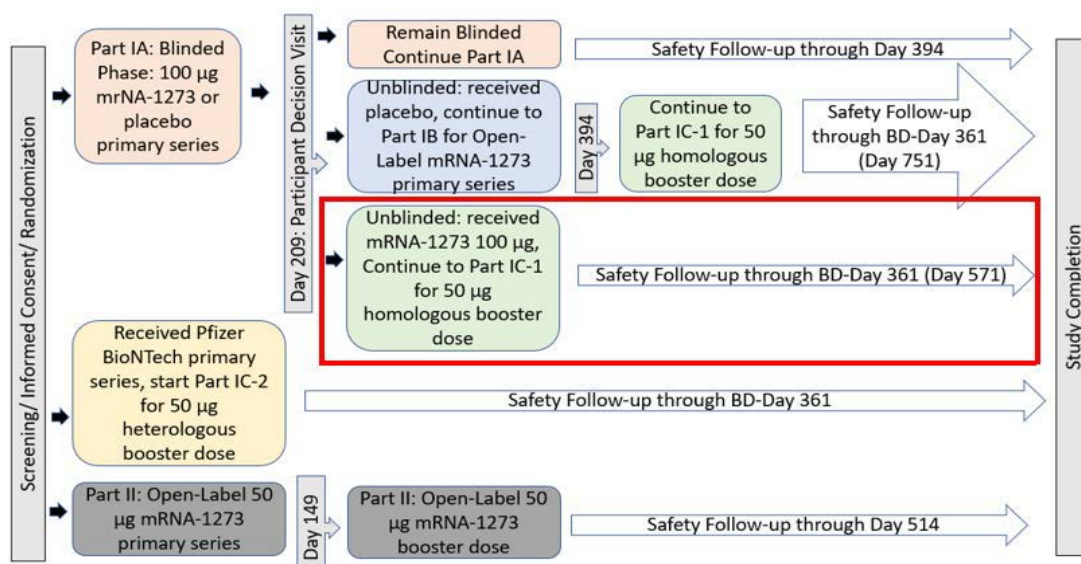 Screening/ Informed Consent/ Randomization
Part IA: Blinded
Phase: 100 µg
mrNA-1273 or
placebo
primary series
Day 209: Participant Decision Visit
Remain Blinded
Continue Part IA
Safety Follow-up through Day 394
Unblinded: received
placebo, continue to
Part IB for Open-
Label mRNA-1273
primary series
Day 394
Continue to
Part IC-1 for 50
µg homologous
booster dose
Safety Follow-up
through BD-Day 361
(Day 751)
Unblinded: received
mRNA-1273 100 µg,
Continue to Part IC-1
for 50 µg
homologous booster
dose
Safety Follow-up through BD-Day 361 (Day 571)
Received Pfizer
BioNTech primary
series, start Part IC-2
for 50 µg
heterologous
booster dose
Safety Follow-up through BD-Day 361
Part II: Open-Label 50
µg mRNA-1273
primary series
Day 149
Part II: Open-Label 50
µg mRNA-1273
booster dose
Safety Follow-up through Day 514
Study Completion